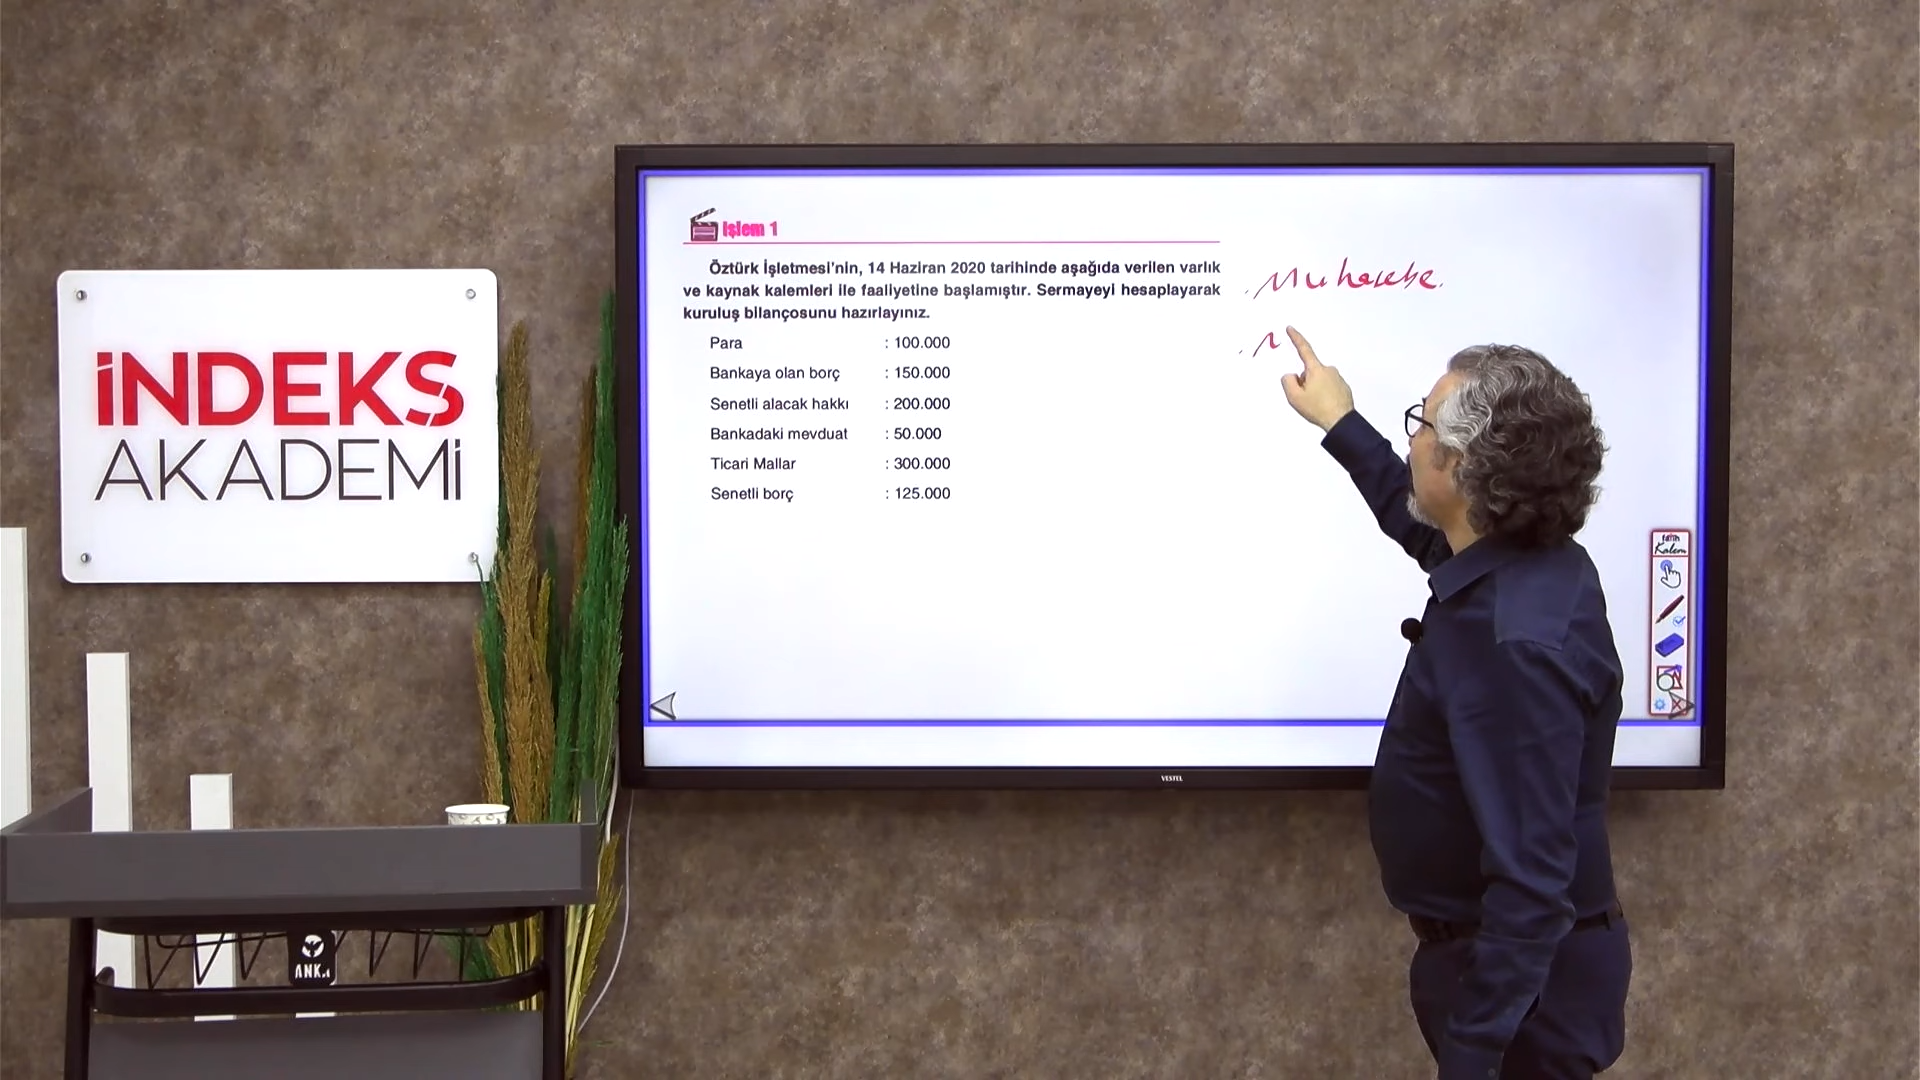 İNDEKS
AKADEMİ
İşlem 1
Öztürk İşletmesi'nin, 14 Haziran 2020 tarihinde aşağıda verilen varlık
ve kaynak kalemleri ile faaliyetine başlamıştır. Sermayeyi hesaplayarak
kuruluş bilançosunu hazırlayınız.
Para : 100.000
Bankaya olan borç : 150.000
Senetli alacak hakkı : 200.000
Bankadaki mevduat : 50.000
Ticari Mallar : 300.000
Senetli borç : 125.000
Muhasebe
Kalem
VESTEL